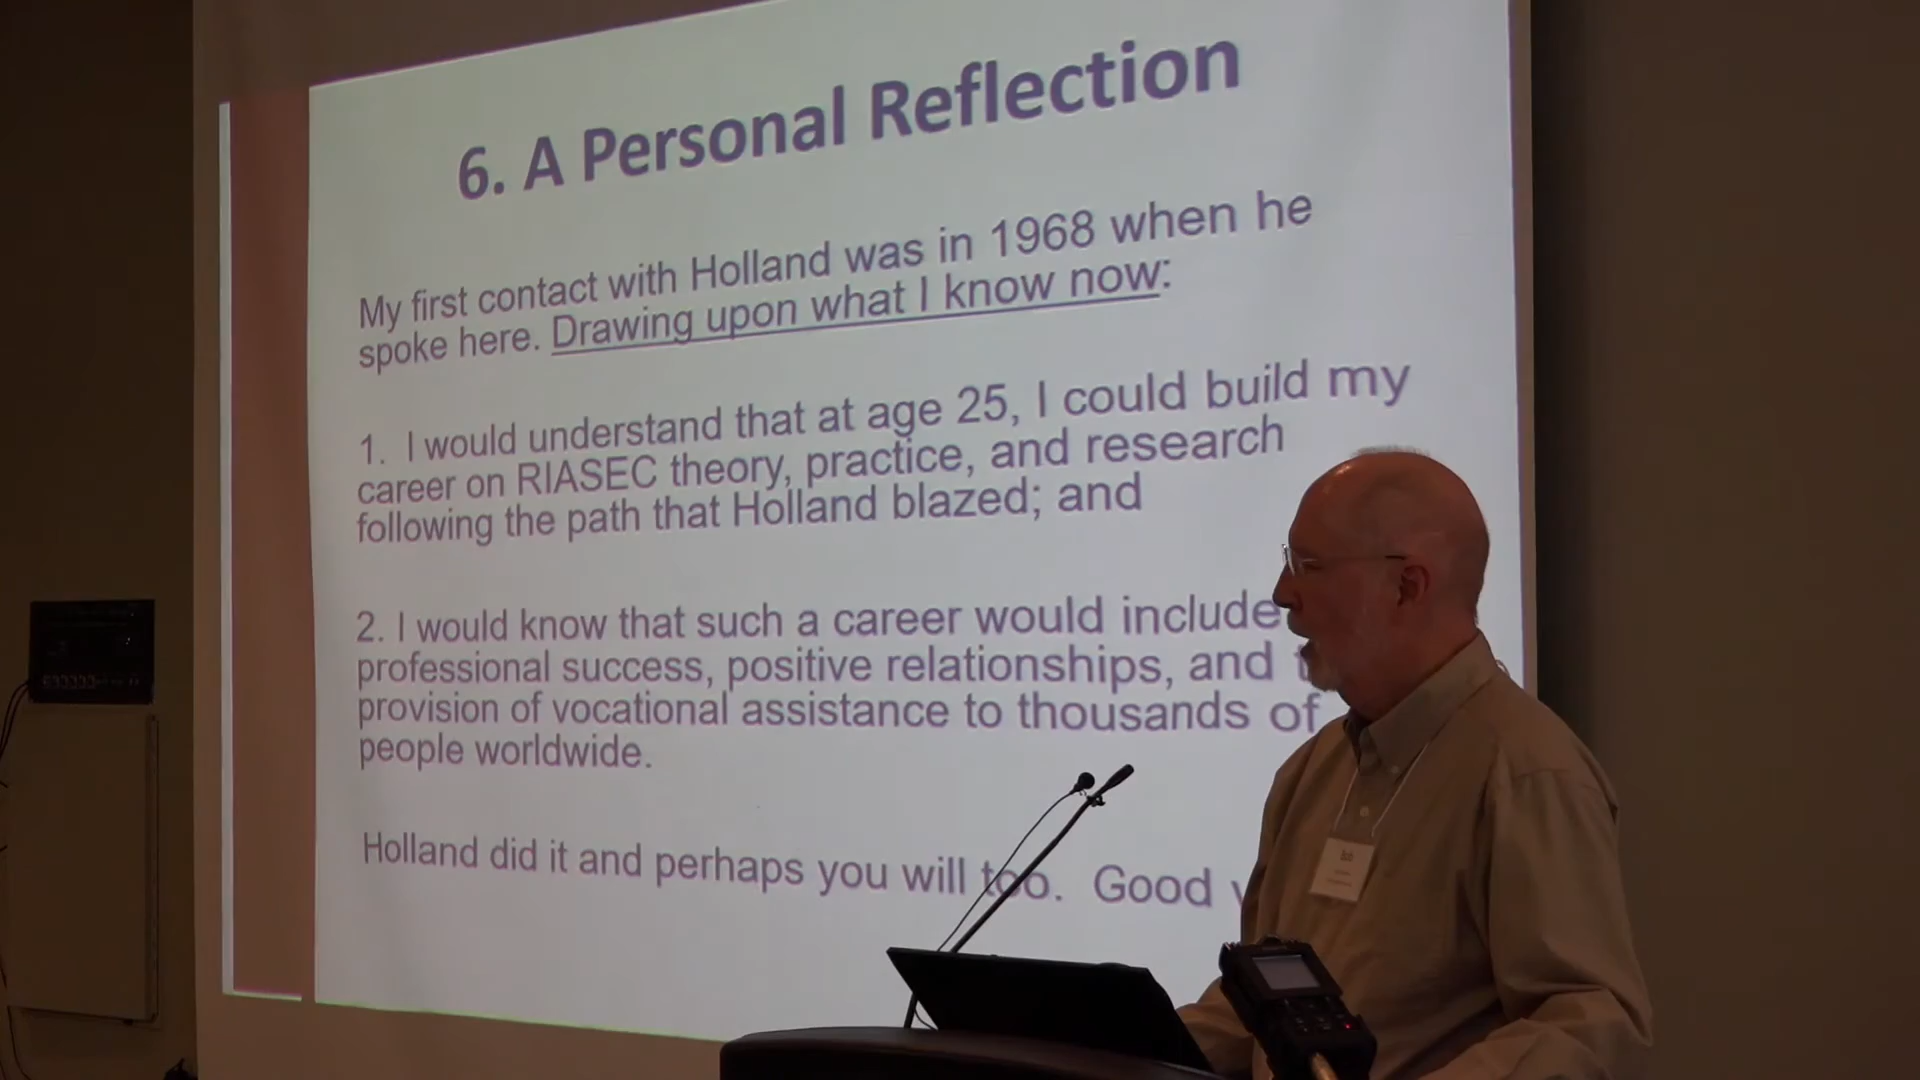 6. A Personal Reflection
My first contact with Holland was in 1968 when he
spoke here. Drawing upon what I know now:
1. I would understand that at age 25, I could build my
career on RIASEC theory, practice, and research
following the path that Holland blazed; and
2. I would know that such a career would include
professional success, positive relationships, and
provision of vocational assistance to thousands of
people worldwide.
Holland did it and perhaps you will too. Good
Bob